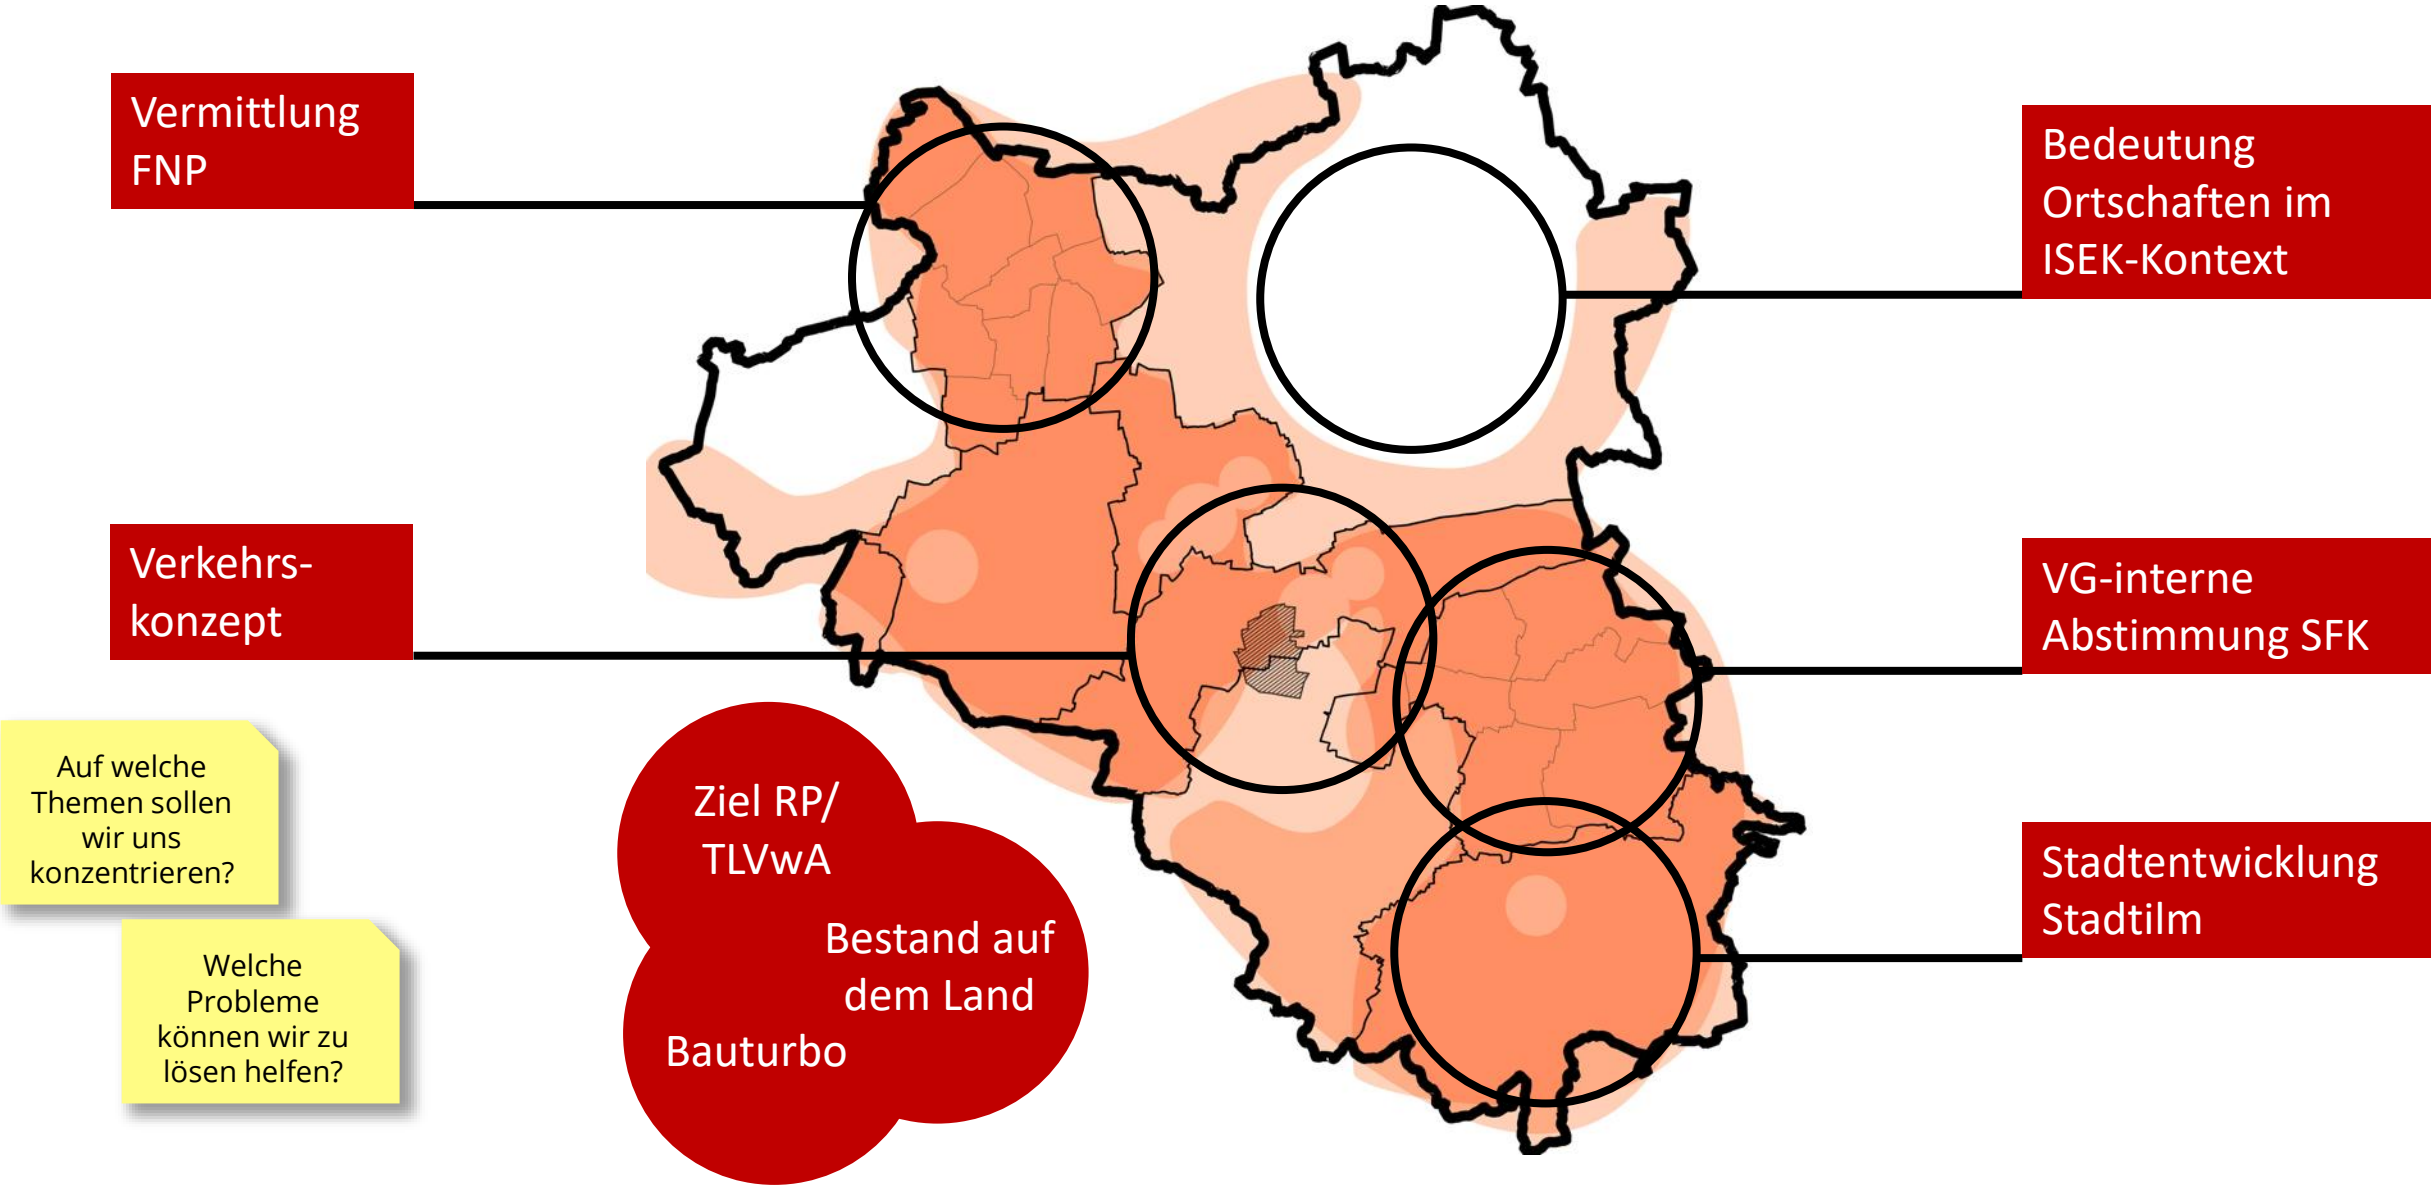 Vermittlung
FNP
Bedeutung
Ortschaften im
ISEK-Kontext
Verkehrs-
konzept
VG-interne
Abstimmung SFK
Auf welche
Themen sollen
wir uns
konzentrieren?
Welche
Probleme
können wir zu
lösen helfen?
Ziel RP/
TLVwA
Bestand auf
dem Land
Bauturbo
Stadtentwicklung
Stadtilm